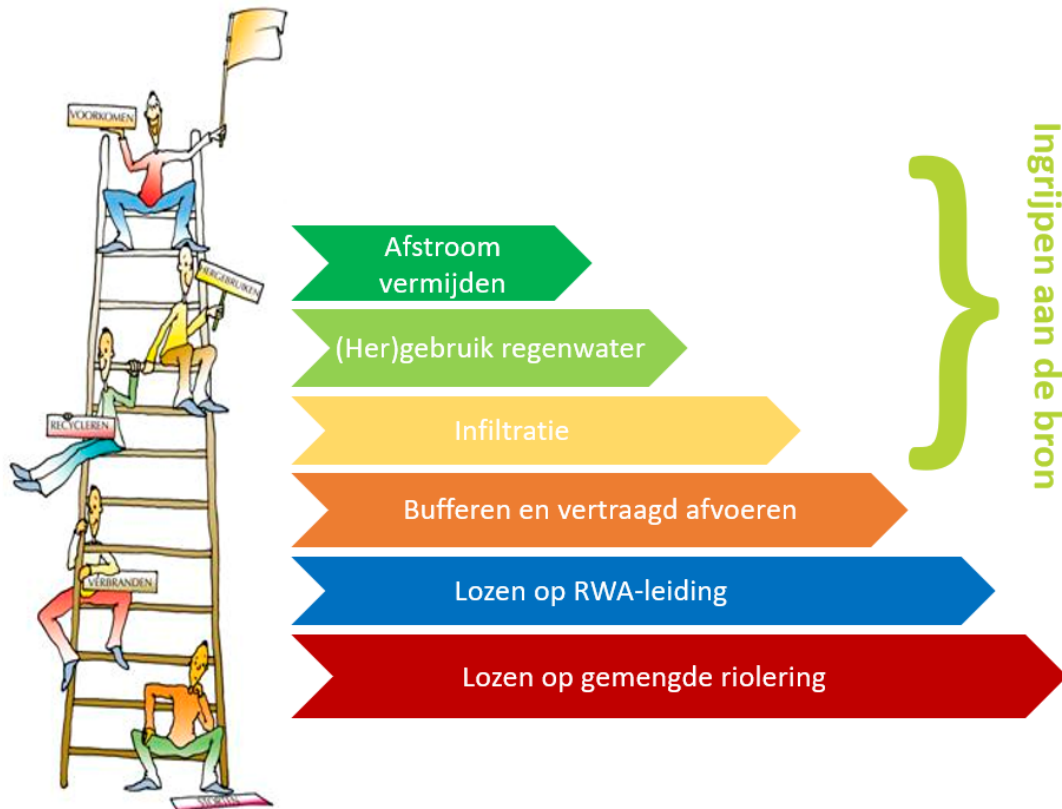 VOORKOMEN
HERGEBRUIKEN
RECYCLEREN
VERBRANDEN
STORTEN
Afstroom
vermijden
(Her)gebruik regenwater
Infiltratie
Bufferen en vertraagd afvoeren
Lozen op RWA-leiding
Lozen op gemengde riolering
Ingrijpen aan de bron